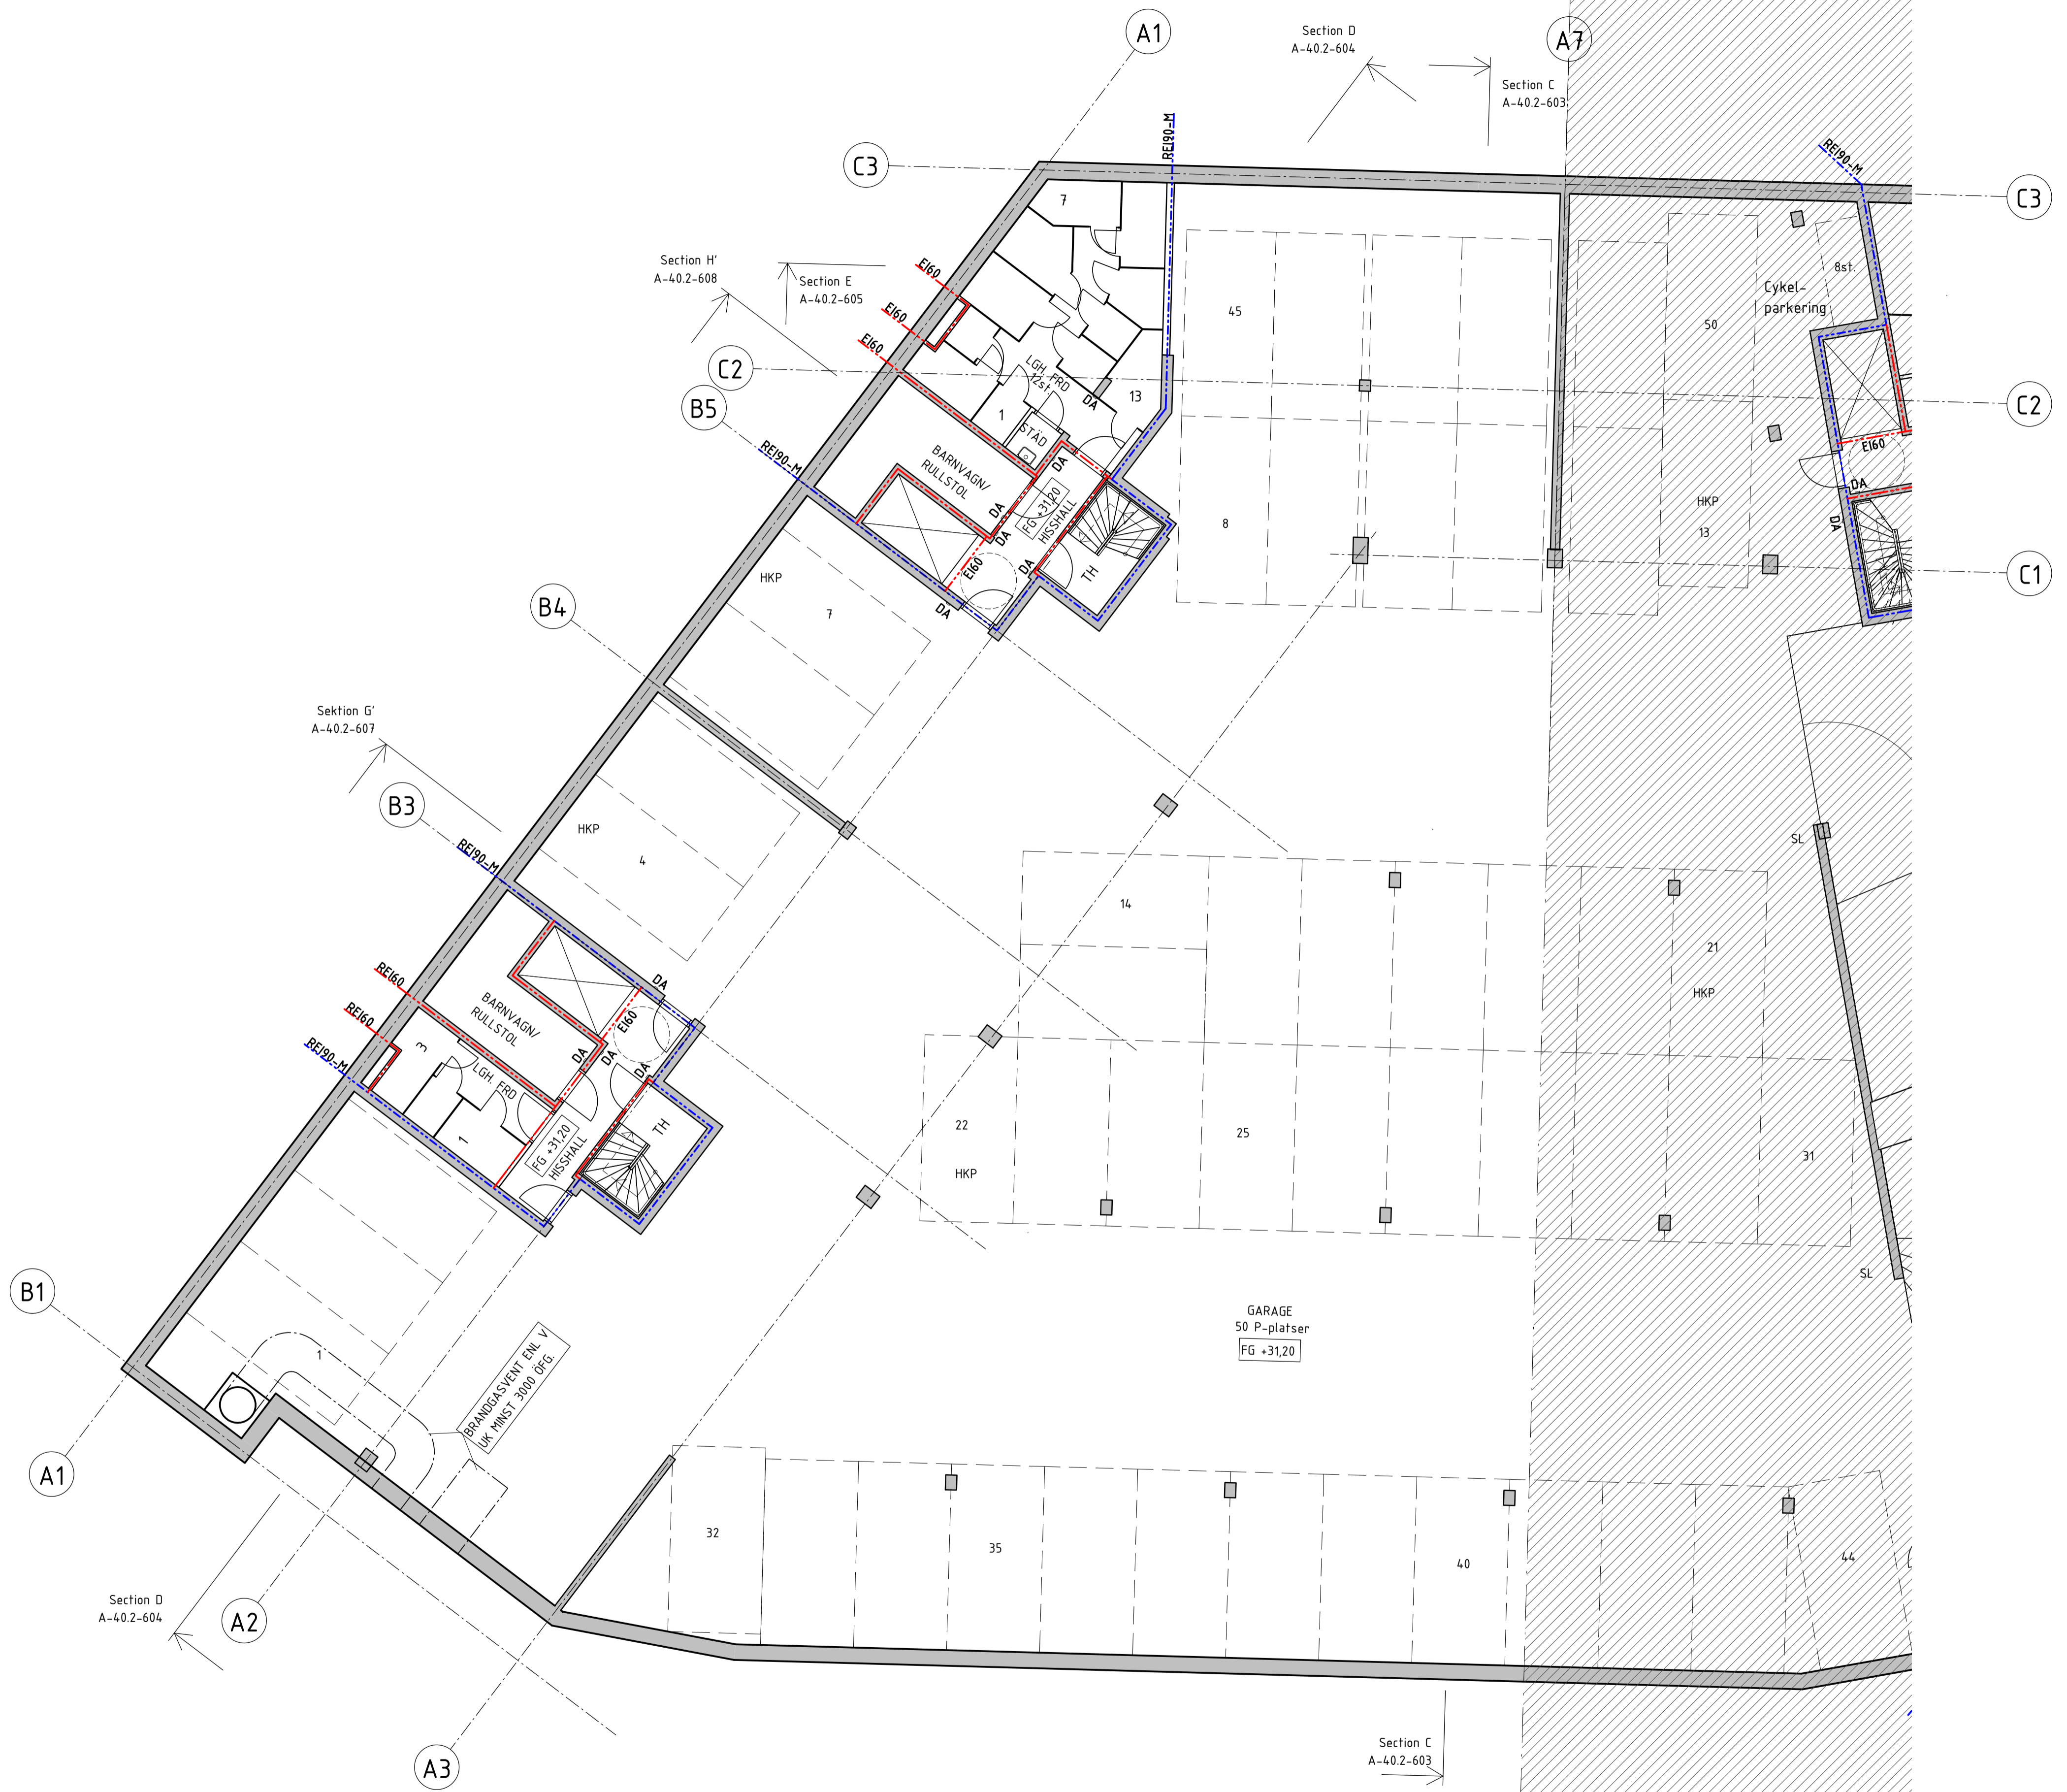 A1
Section D
A-40.2-604
A7
Section C
A-40.2-603
C3
REI90-M
REI90-M
C3
7
Section H'
A-40.2-608
Section E
A-40.2-605
EI60
EI60
EI60
8st.
Cykel-
parkering
45
50
C2
LGH. FRD
12st
DA
13
1
C2
B5
STÄD
REI90-M
BARNVAGN/
RULLSTOL
DA
EI60
DA
DA
FG +31,20
HISSHALL
DA
8
HKP
13
DA
EI60
DA
TH
DA
C1
HKP
7
B4
Sektion G'
A-40.2-607
B3
HKP
4
REI90-M
SL
14
21
HKP
REI60
BARNVAGN/
RULLSTOL
DA
EI60
REI60
REI90-M
3
LGH. FRD
DA
DA
DA
1
FG +31,20
HISSHALL
TH
22
HKP
25
31
SL
B1
GARAGE
50 P-platser
FG +31,20
1
BRANDGASVENT ENL V
UK MINST 3000 ÖFG.
A1
32
35
40
44
Section D
A-40.2-604
A2
A3
Section C
A-40.2-603